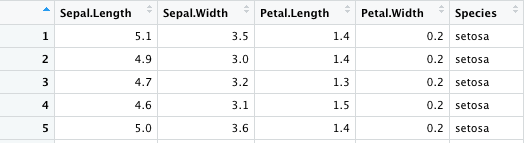 Sepal.Length Sepal.Width Petal.Length Petal.Width Species
1 5.1 3.5 1.4 0.2 setosa
2 4.9 3.0 1.4 0.2 setosa
3 4.7 3.2 1.3 0.2 setosa
4 4.6 3.1 1.5 0.2 setosa
5 5.0 3.6 1.4 0.2 setosa